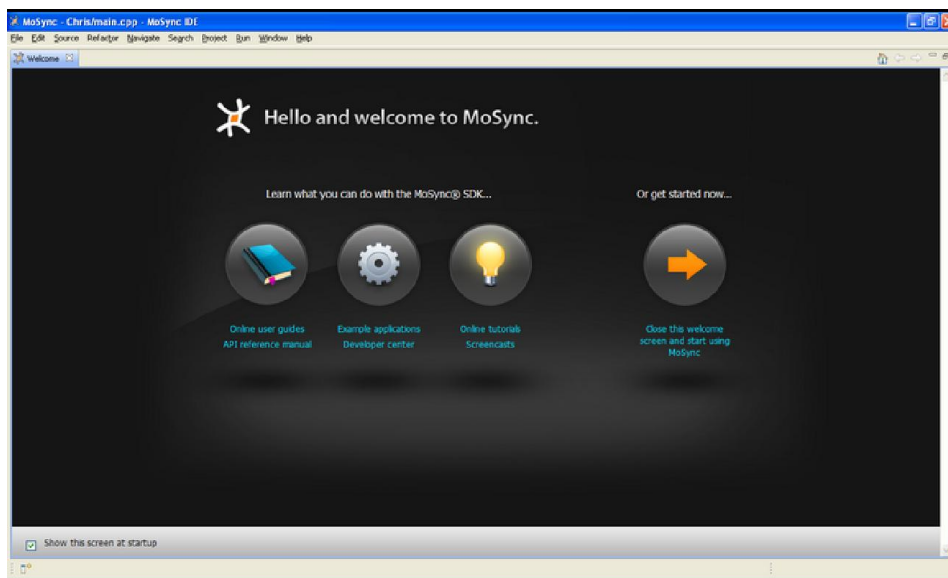 MoSync - Chris/main.cpp - MoSync IDE
File Edit Source Refactor Navigate Search Project Run Window Help
Welcome
Hello and welcome to MoSync.
Learn what you can do with the MoSync® SDK...
Or get started now...
Online user guides
API reference manual
Example applications
Developer center
Online tutorials
Screencasts
Close this welcome
screen and start using
MoSync
Show this screen at startup